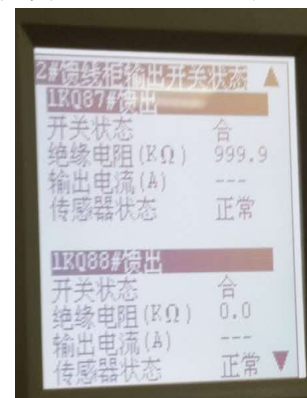 2#馈线柜输出开关状态
1KQ87#馈出
开关状态 合
绝缘电阻(KΩ) 999.9
输出电流(A) ---
传感器状态 正常
1KQ88#馈出
开关状态 合
绝缘电阻(KΩ) 0.0
输出电流(A) ---
传感器状态 正常